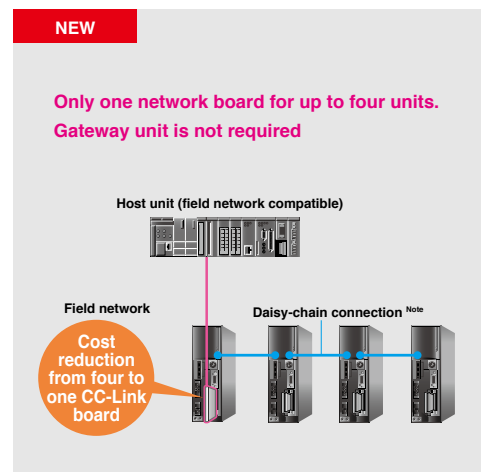 NEW
Only one network board for up to four units.
Gateway unit is not required
Host unit (field network compatible)
Field network
Daisy-chain connection Note
Cost
reduction
from four to
one CC-Link
board